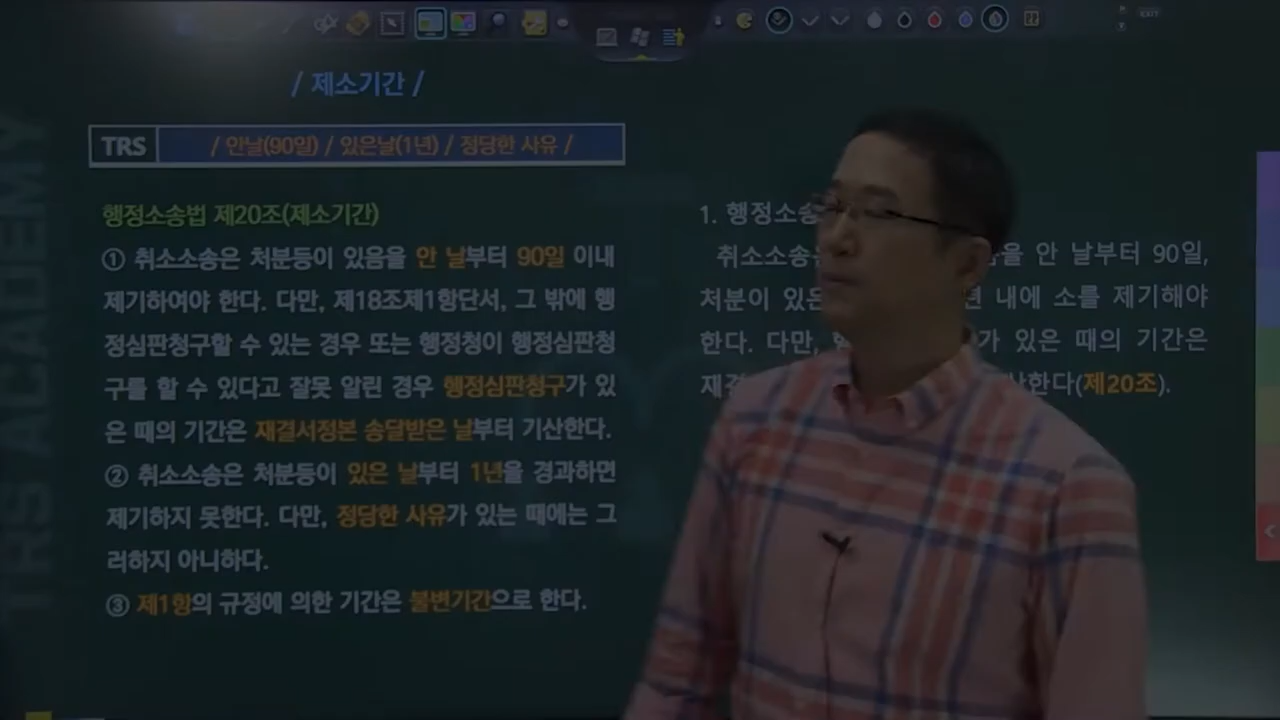 / 제소기간 /
TRS / 안날(90일) / 있은날(1년) / 정당한 사유 /
행정소송법 제20조(제소기간)
① 취소소송은 처분등이 있음을 안 날부터 90일 이내
제기하여야 한다. 다만, 제18조제1항단서, 그 밖에 행
정심판청구할 수 있는 경우 또는 행정청이 행정심판청
구를 할 수 있다고 잘못 알린 경우 행정심판청구가 있
은 때의 기간은 재결서정본 송달받은 날부터 기산한다.
② 취소소송은 처분등이 있은 날부터 1년을 경과하면
제기하지 못한다. 다만, 정당한 사유가 있는 때에는 그
러하지 아니하다.
③ 제1항의 규정에 의한 기간은 불변기간으로 한다.
1. 행정소송
취소소송 을 안 날부터 90일,
처분이 있은 내에 소를 제기해야
한다. 다만, 가 있은 때의 기간은
재결 산한다(제20조).
TRS ACADEMY
EXIT